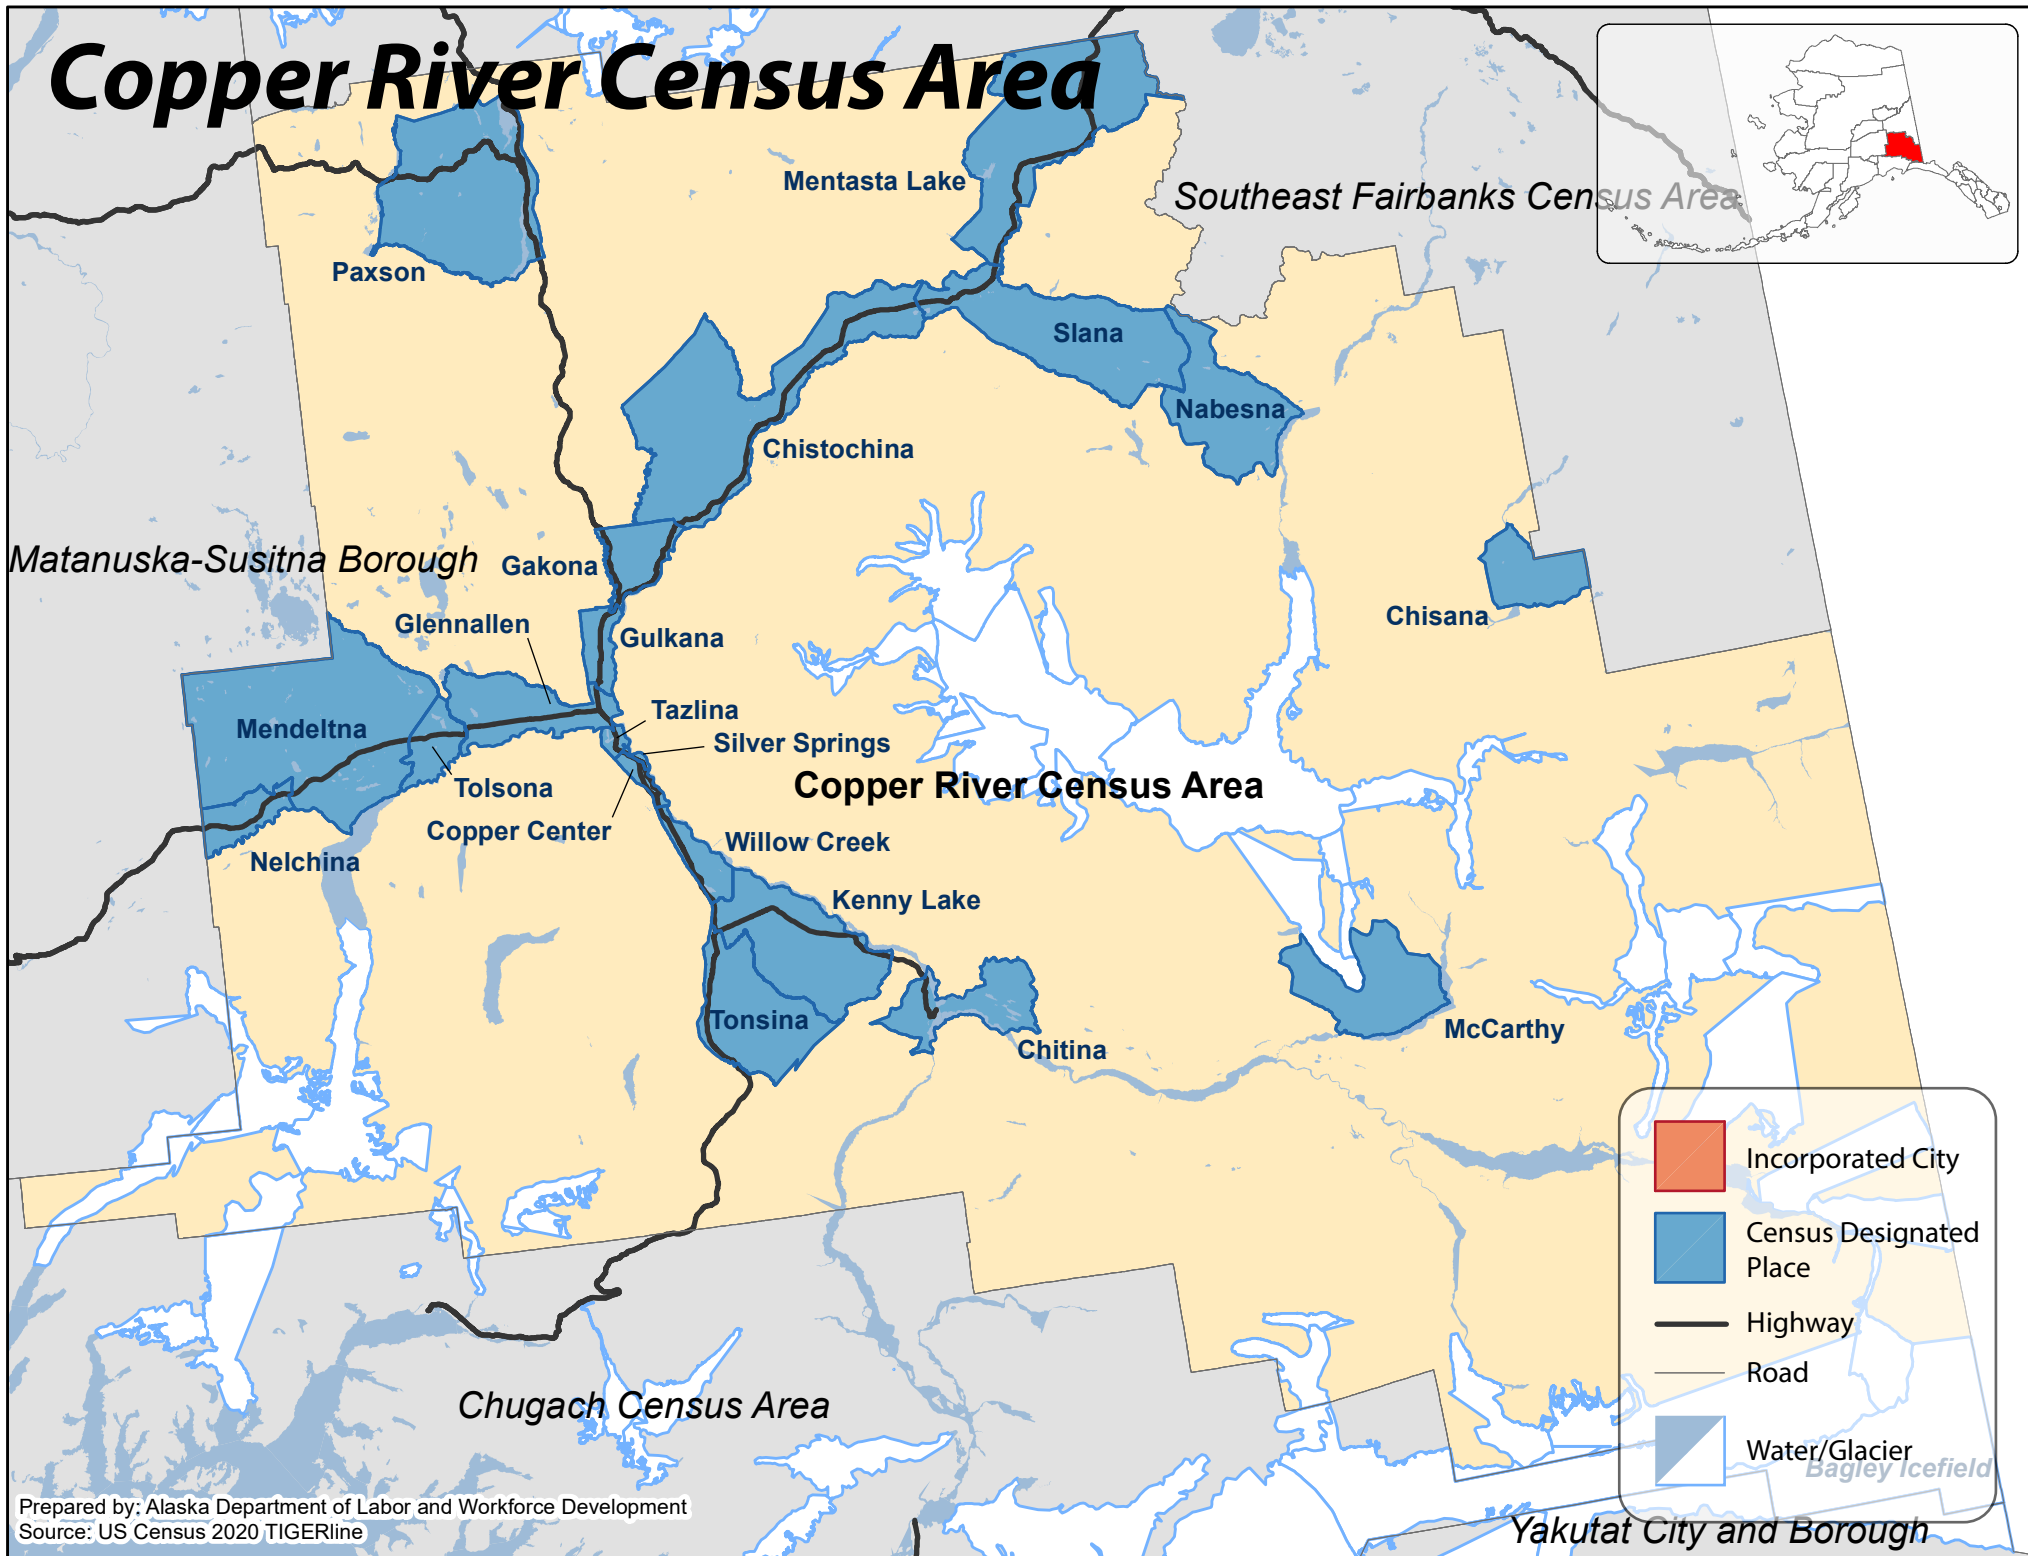 Copper River Census Area
Mentasta Lake
Southeast Fairbanks Census Area
Paxson
Slana
Nabesna
Chistochina
Matanuska-Susitna Borough
Gakona
Chisana
Glennallen
Gulkana
Tazlina
Mendeltna
Silver Springs
Tolsona
Copper River Census Area
Copper Center
Willow Creek
Nelchina
Kenny Lake
Tonsina
McCarthy
Chitina
Incorporated City
Census Designated
Place
Highway
Road
Chugach Census Area
Water/Glacier
Bagley Icefield
Prepared by: Alaska Department of Labor and Workforce Development
Source: US Census 2020 TIGERline
Yakutat City and Borough